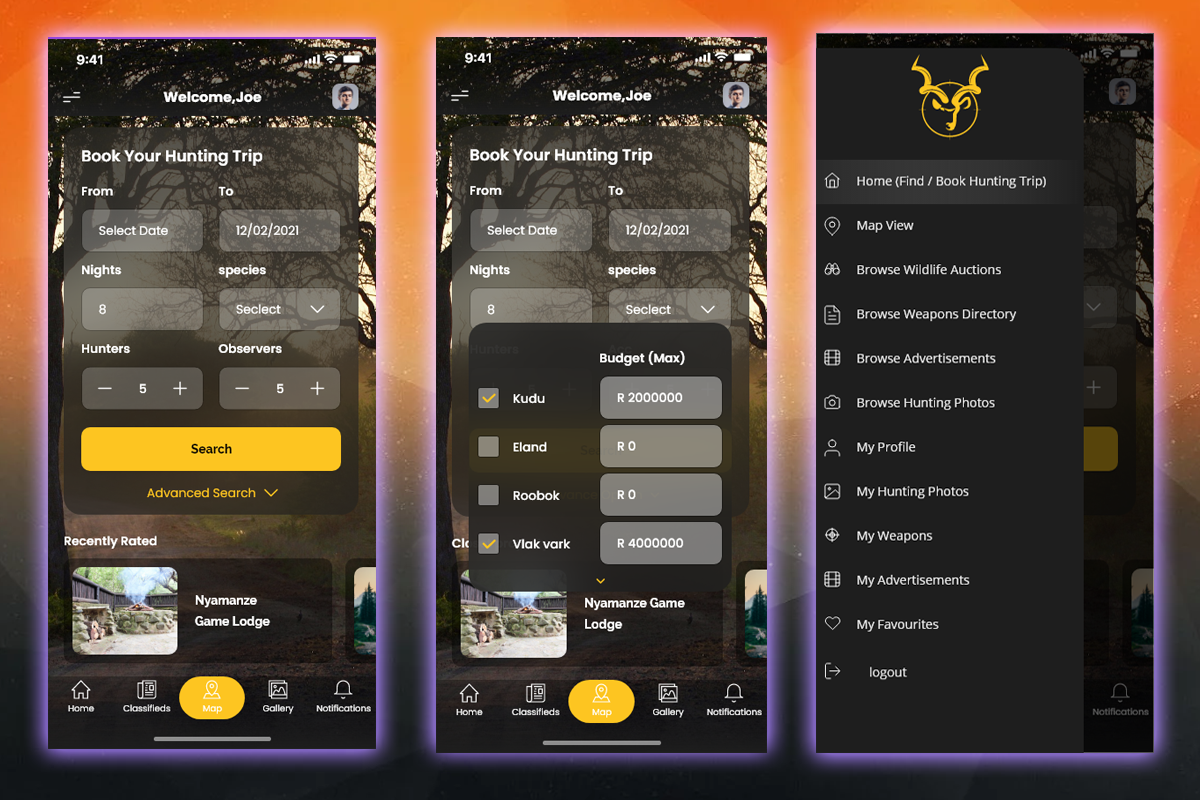 9:41
Welcome,Joe
Book Your Hunting Trip
From To
Select Date 12/02/2021
Nights species
8 Seclect
Hunters Observers
5 5
Search
Advanced Search
Recently Rated
Nyamanze
Game Lodge
Home Classifieds Map Gallery Notifications
9:41
Welcome,Joe
Book Your Hunting Trip
From To
Select Date 12/02/2021
Nights species
8 Seclect
Hunters
Budget (Max)
Kudu R 2000000
Eland R 0
Roobok R 0
Vlak vark R 4000000
Clo
Nyamanze Game
Lodge
Home Classifieds Map Gallery Notifications
Home (Find / Book Hunting Trip)
Map View
Browse Wildlife Auctions
Browse Weapons Directory
Browse Advertisements
Browse Hunting Photos
My Profile
My Hunting Photos
My Weapons
My Advertisements
My Favourites
logout
Notifications